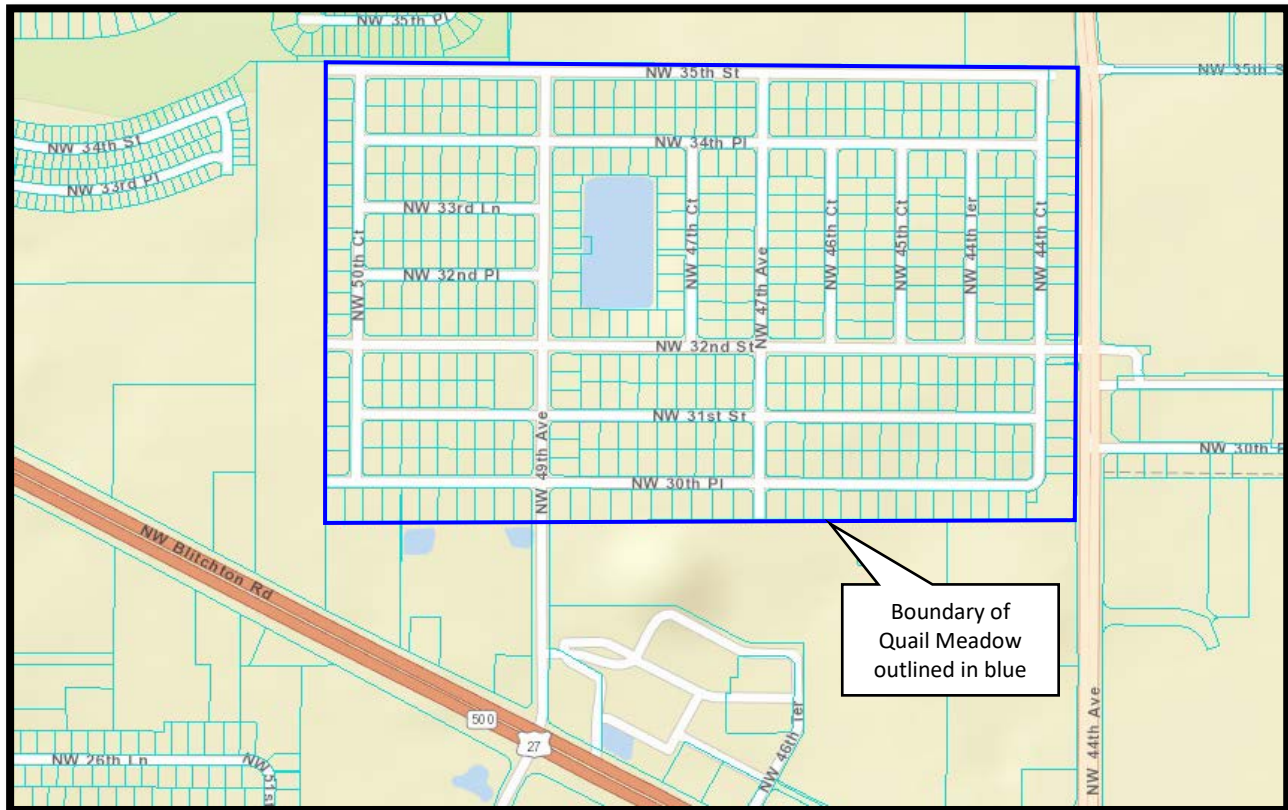 NW 35th Pl
NW 35th St
NW 35th S
NW 34th St
NW 34th Pl
NW 33rd Pl
NW 33rd Ln
NW 32nd Pl
NW 50th Ct
NW 47th Ct
NW 47th Ave
NW 46th Ct
NW 45th Ct
NW 44th Ter
NW 44th Ct
NW 32nd St
NW 31st St
NW 49th Ave
NW 30th P
NW 30th Pl
NW Blitchton Rd
Boundary of
Quail Meadow
outlined in blue
500
27
NW 46th Ter
NW 44th Ave
NW 26th Ln
NW 51st